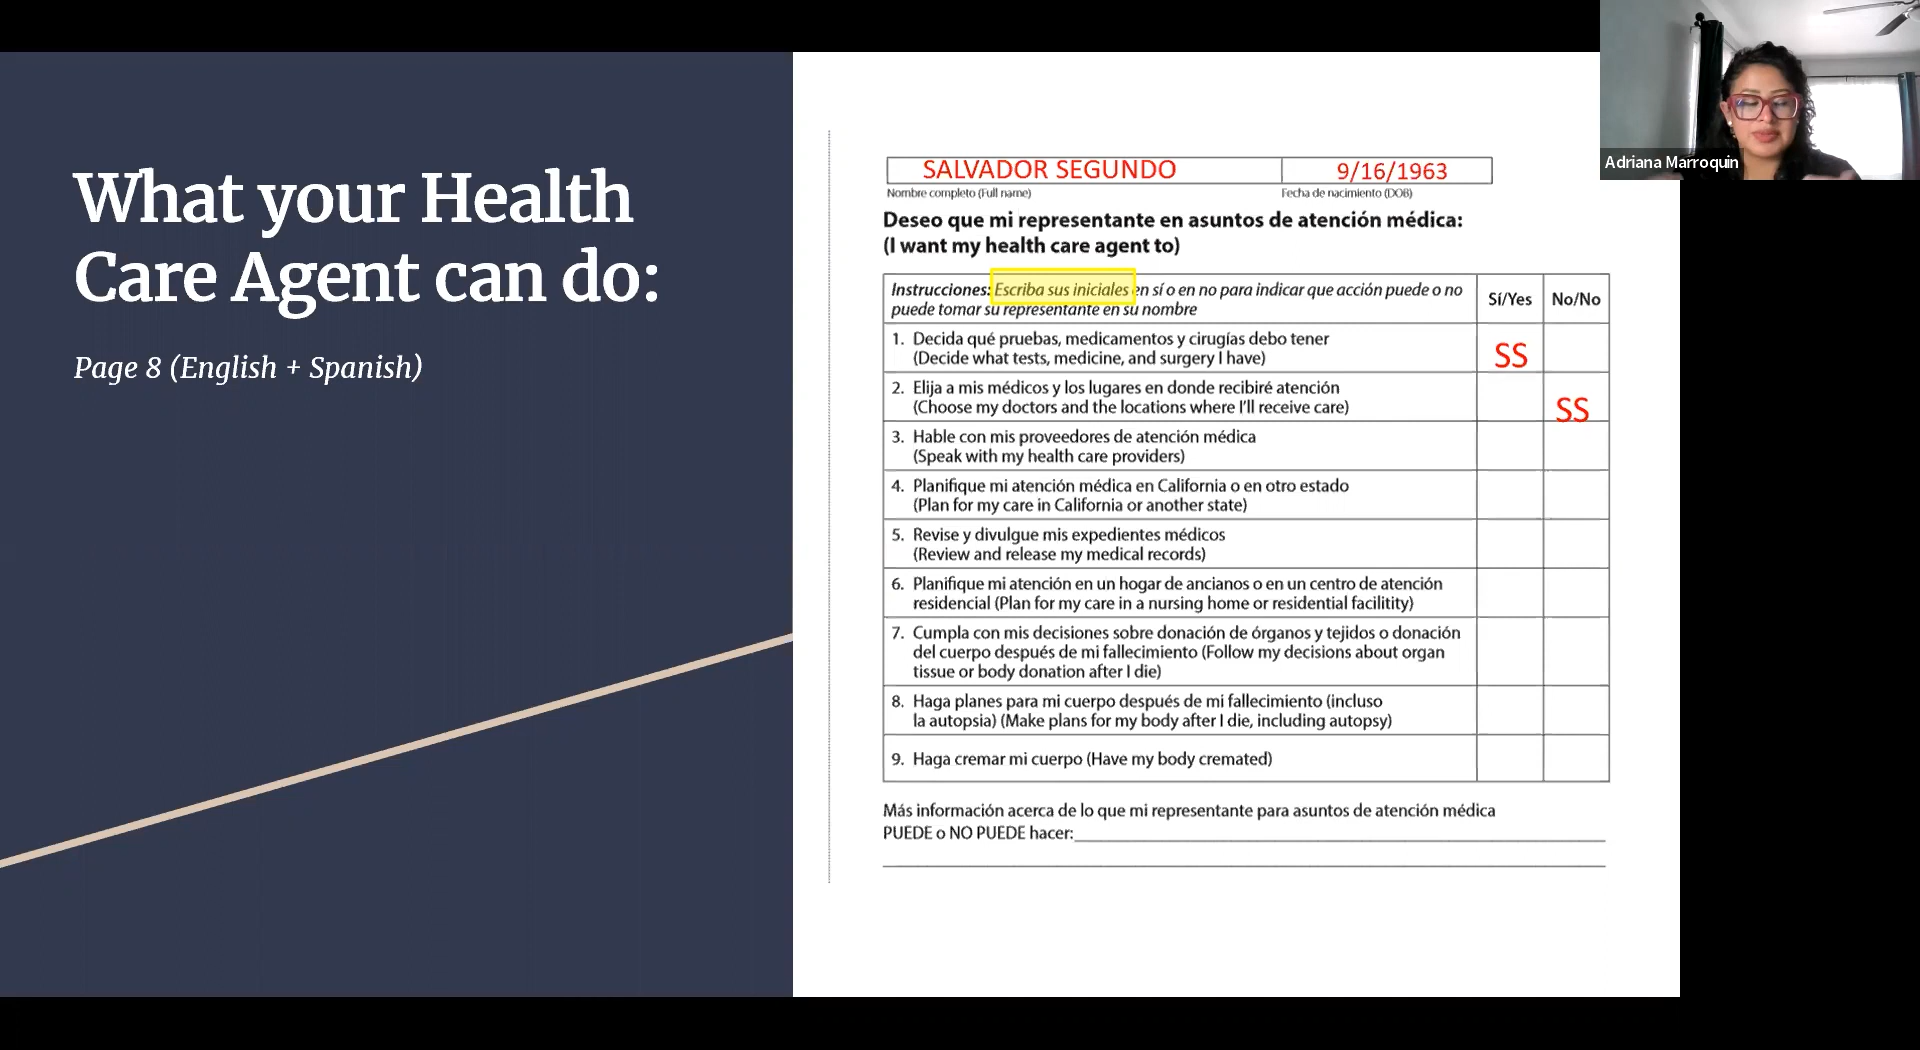 What your Health
Care Agent can do:
Page 8 (English + Spanish)
SALVADOR SEGUNDO
9/16/1963
Nombre completo (Full name)
Fecha de nacimiento (DOB)
Deseo que mi representante en asuntos de atención médica:
(I want my health care agent to)
Instrucciones: Escriba sus iniciales en sí o en no para indicar que acción puede o no
puede tomar su representante en su nombre
Sí/Yes
No/No
1. Decida qué pruebas, medicamentos y cirugías debo tener
(Decide what tests, medicine, and surgery I have)
SS
2. Elija a mis médicos y los lugares en donde recibiré atención
(Choose my doctors and the locations where I'll receive care)
SS
3. Hable con mis proveedores de atención médica
(Speak with my health care providers)
4. Planifique mi atención médica en California o en otro estado
(Plan for my care in California or another state)
5. Revise y divulgue mis expedientes médicos
(Review and release my medical records)
6. Planifique mi atención en un hogar de ancianos o en un centro de atención
residencial (Plan for my care in a nursing home or residential facilitity)
7. Cumpla con mis decisiones sobre donación de órganos y tejidos o donación
del cuerpo después de mi fallecimiento (Follow my decisions about organ
tissue or body donation after I die)
8. Haga planes para mi cuerpo después de mi fallecimiento (incluso
la autopsia) (Make plans for my body after I die, including autopsy)
9. Haga cremar mi cuerpo (Have my body cremated)
Más información acerca de lo que mi representante para asuntos de atención médica
PUEDE o NO PUEDE hacer:
Adriana Marroquin